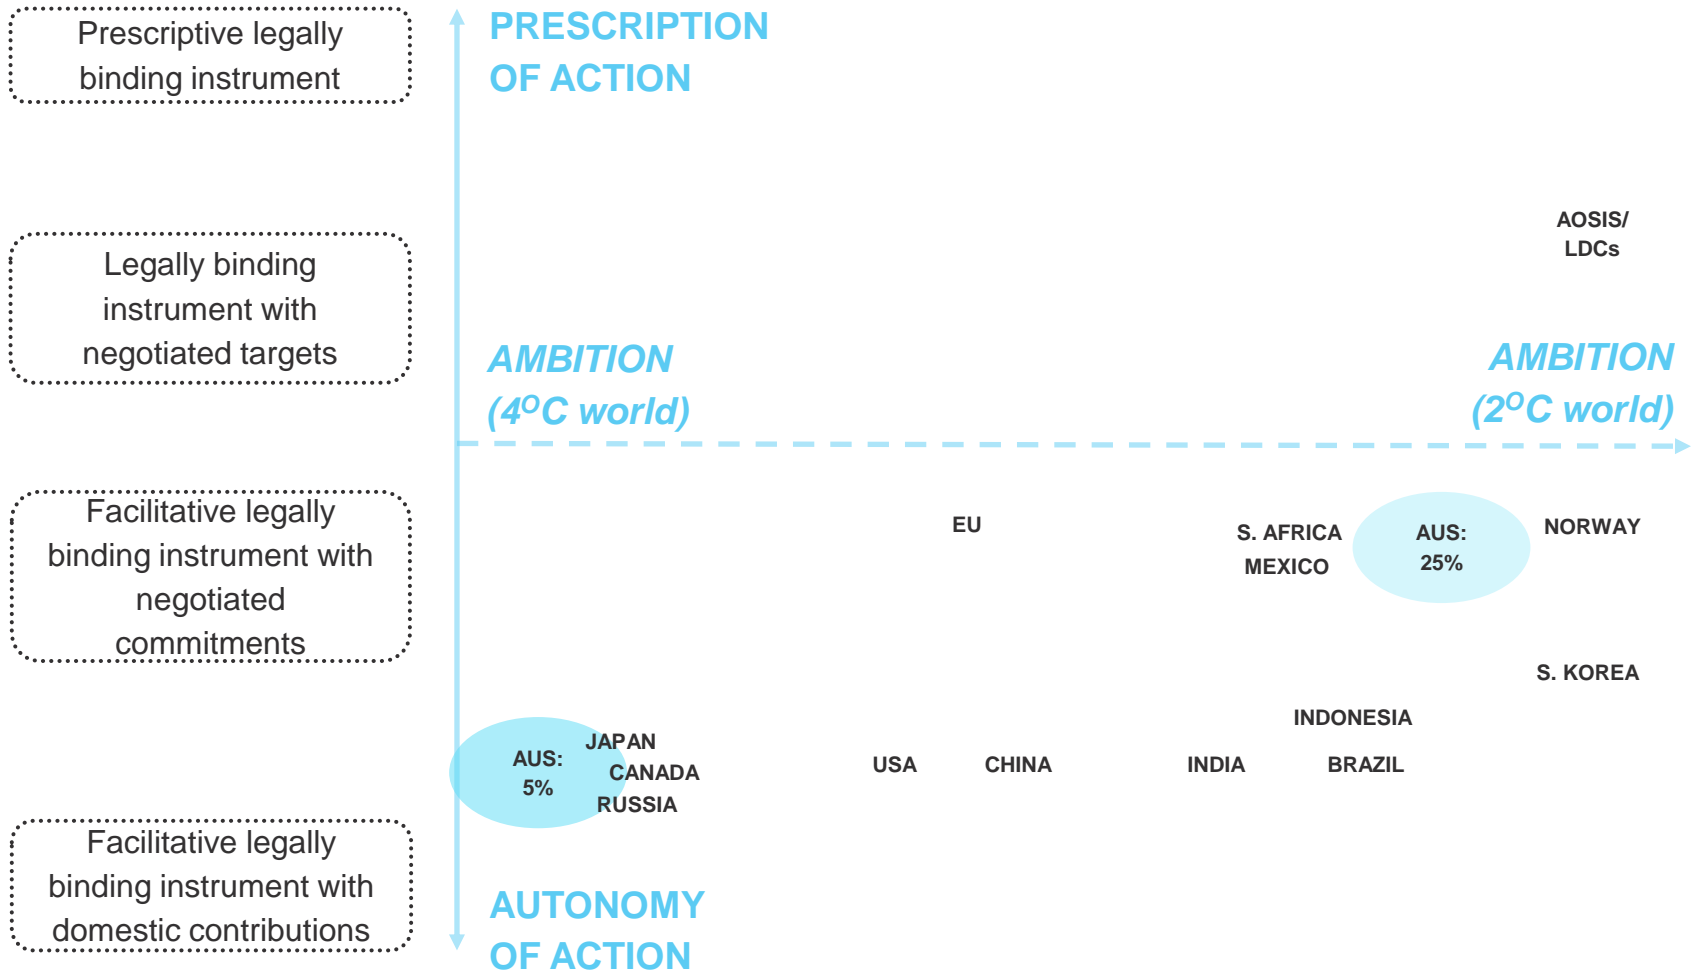 Prescriptive legally
binding instrument
PRESCRIPTION
OF ACTION
AOSIS/
LDCs
Legally binding
instrument with
negotiated targets
AMBITION
(4°C world)
AMBITION
(2°C world)
Facilitative legally
binding instrument with
negotiated
commitments
EU
S. AFRICA
MEXICO
AUS:
25%
NORWAY
S. KOREA
INDONESIA
AUS:
5%
JAPAN
CANADA
RUSSIA
USA
CHINA
INDIA
BRAZIL
Facilitative legally
binding instrument with
domestic contributions
AUTONOMY
OF ACTION